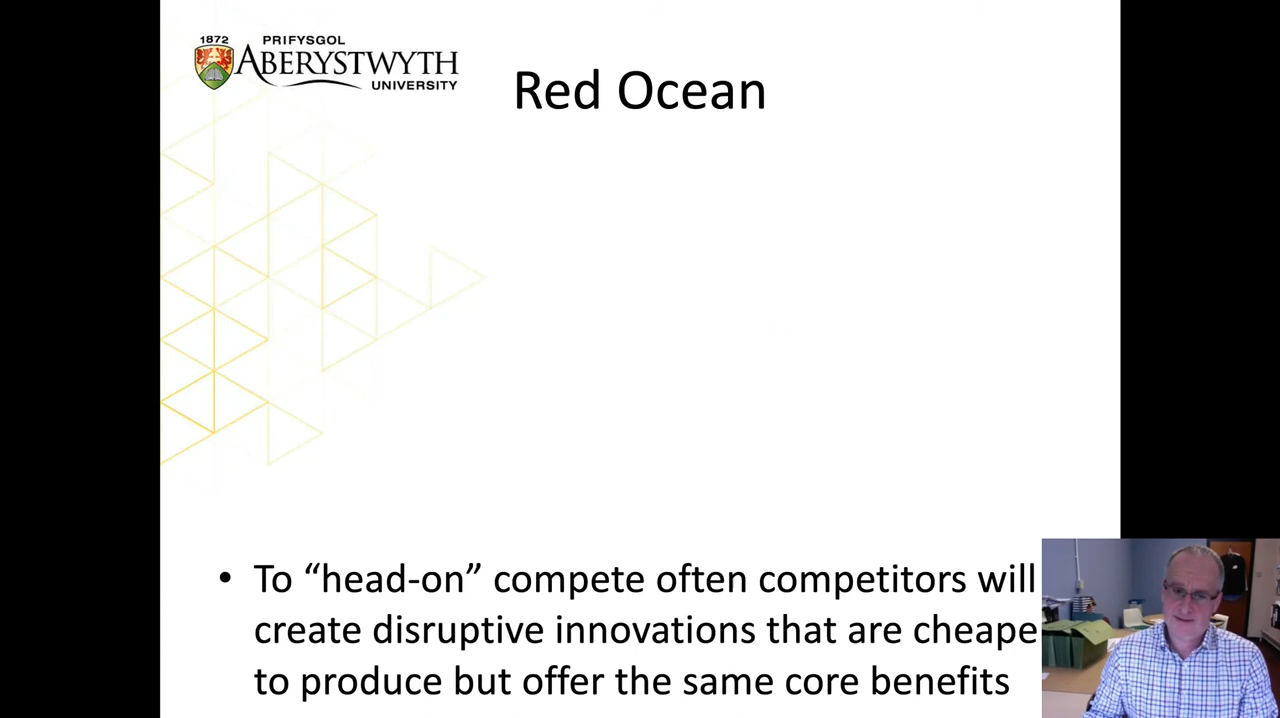 1872 PRIFYSGOL
ABERYSTWYTH
UNIVERSITY
Red Ocean
• To “head-on” compete often competitors will
create disruptive innovations that are cheape
to produce but offer the same core benefits